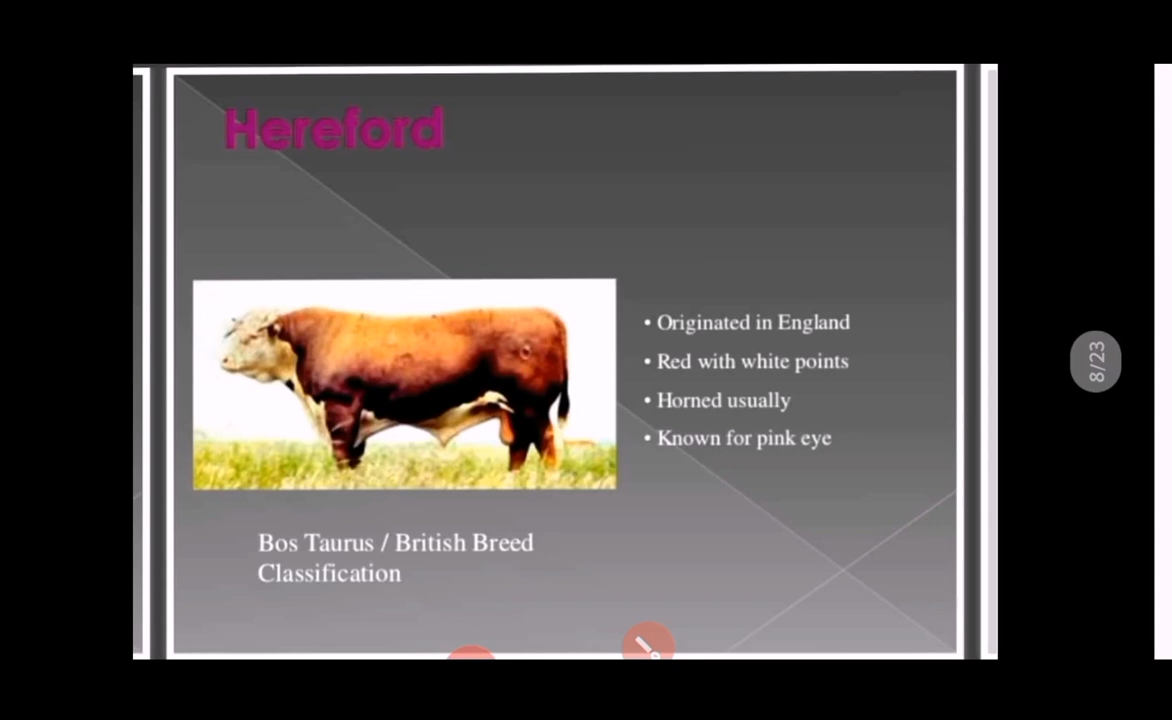 Hereford
• Originated in England
• Red with white points
• Horned usually
• Known for pink eye
Bos Taurus / British Breed
Classification
8/23